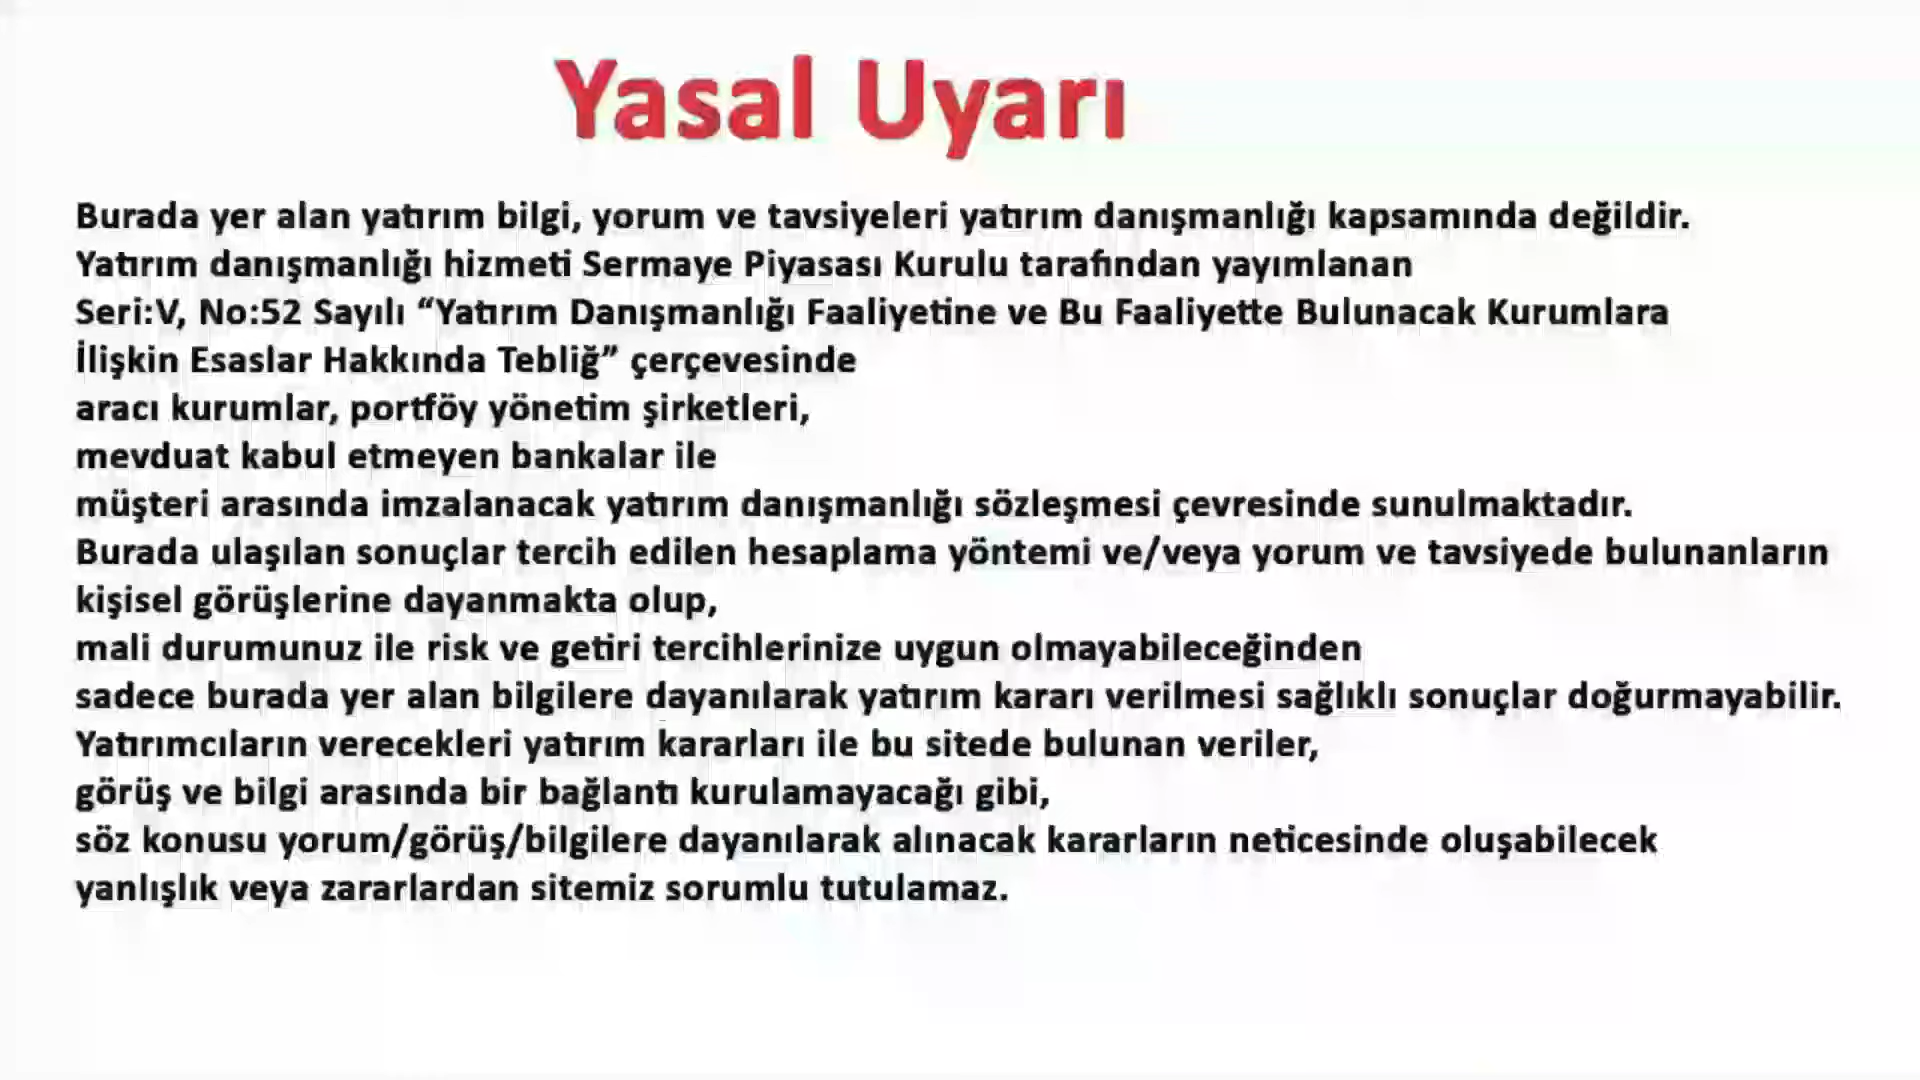 Yasal Uyarı
Burada yer alan yatırım bilgi, yorum ve tavsiyeleri yatırım danışmanlığı kapsamında değildir.
Yatırım danışmanlığı hizmeti Sermaye Piyasası Kurulu tarafından yayımlanan
Seri:V, No:52 Sayılı “Yatırım Danışmanlığı Faaliyetine ve Bu Faaliyette Bulunacak Kurumlara
İlişkin Esaslar Hakkında Tebliğ” çerçevesinde
aracı kurumlar, portföy yönetim şirketleri,
mevduat kabul etmeyen bankalar ile
müşteri arasında imzalanacak yatırım danışmanlığı sözleşmesi çevresinde sunulmaktadır.
Burada ulaşılan sonuçlar tercih edilen hesaplama yöntemi ve/veya yorum ve tavsiyede bulunanların
kişisel görüşlerine dayanmakta olup,
mali durumunuz ile risk ve getiri tercihlerinize uygun olmayabileceğinden
sadece burada yer alan bilgilere dayanılarak yatırım kararı verilmesi sağlıklı sonuçlar doğurmayabilir.
Yatırımcıların verecekleri yatırım kararları ile bu sitede bulunan veriler,
görüş ve bilgi arasında bir bağlantı kurulamayacağı gibi,
söz konusu yorum/görüş/bilgilere dayanılarak alınacak kararların neticesinde oluşabilecek
yanlışlık veya zararlardan sitemiz sorumlu tutulamaz.